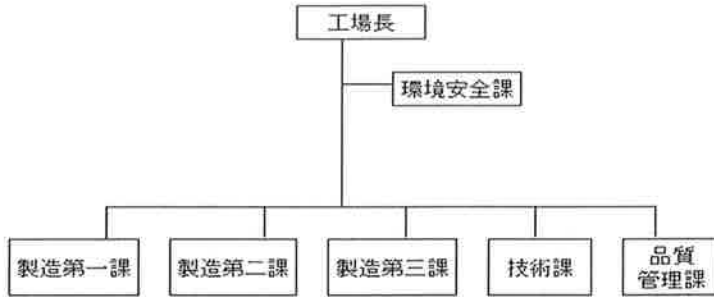 工場長
環境安全課
製造第一課
製造第二課
製造第三課
技術課
品質
管理課